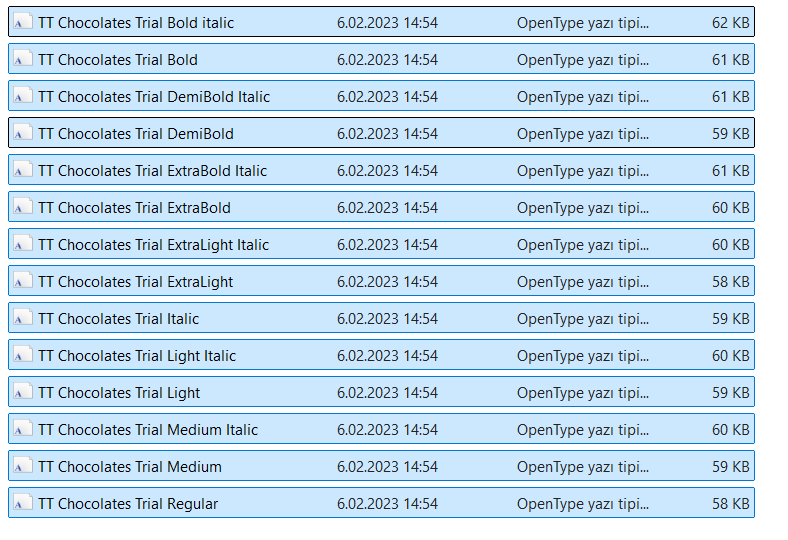 TT Chocolates Trial Bold italic 6.02.2023 14:54 OpenType yazı tipi... 62 KB
TT Chocolates Trial Bold 6.02.2023 14:54 OpenType yazı tipi... 61 KB
TT Chocolates Trial DemiBold Italic 6.02.2023 14:54 OpenType yazı tipi... 61 KB
TT Chocolates Trial DemiBold 6.02.2023 14:54 OpenType yazı tipi... 59 KB
TT Chocolates Trial ExtraBold Italic 6.02.2023 14:54 OpenType yazı tipi... 61 KB
TT Chocolates Trial ExtraBold 6.02.2023 14:54 OpenType yazı tipi... 60 KB
TT Chocolates Trial ExtraLight Italic 6.02.2023 14:54 OpenType yazı tipi... 60 KB
TT Chocolates Trial ExtraLight 6.02.2023 14:54 OpenType yazı tipi... 58 KB
TT Chocolates Trial Italic 6.02.2023 14:54 OpenType yazı tipi... 59 KB
TT Chocolates Trial Light Italic 6.02.2023 14:54 OpenType yazı tipi... 60 KB
TT Chocolates Trial Light 6.02.2023 14:54 OpenType yazı tipi... 59 KB
TT Chocolates Trial Medium Italic 6.02.2023 14:54 OpenType yazı tipi... 60 KB
TT Chocolates Trial Medium 6.02.2023 14:54 OpenType yazı tipi... 59 KB
TT Chocolates Trial Regular 6.02.2023 14:54 OpenType yazı tipi... 58 KB